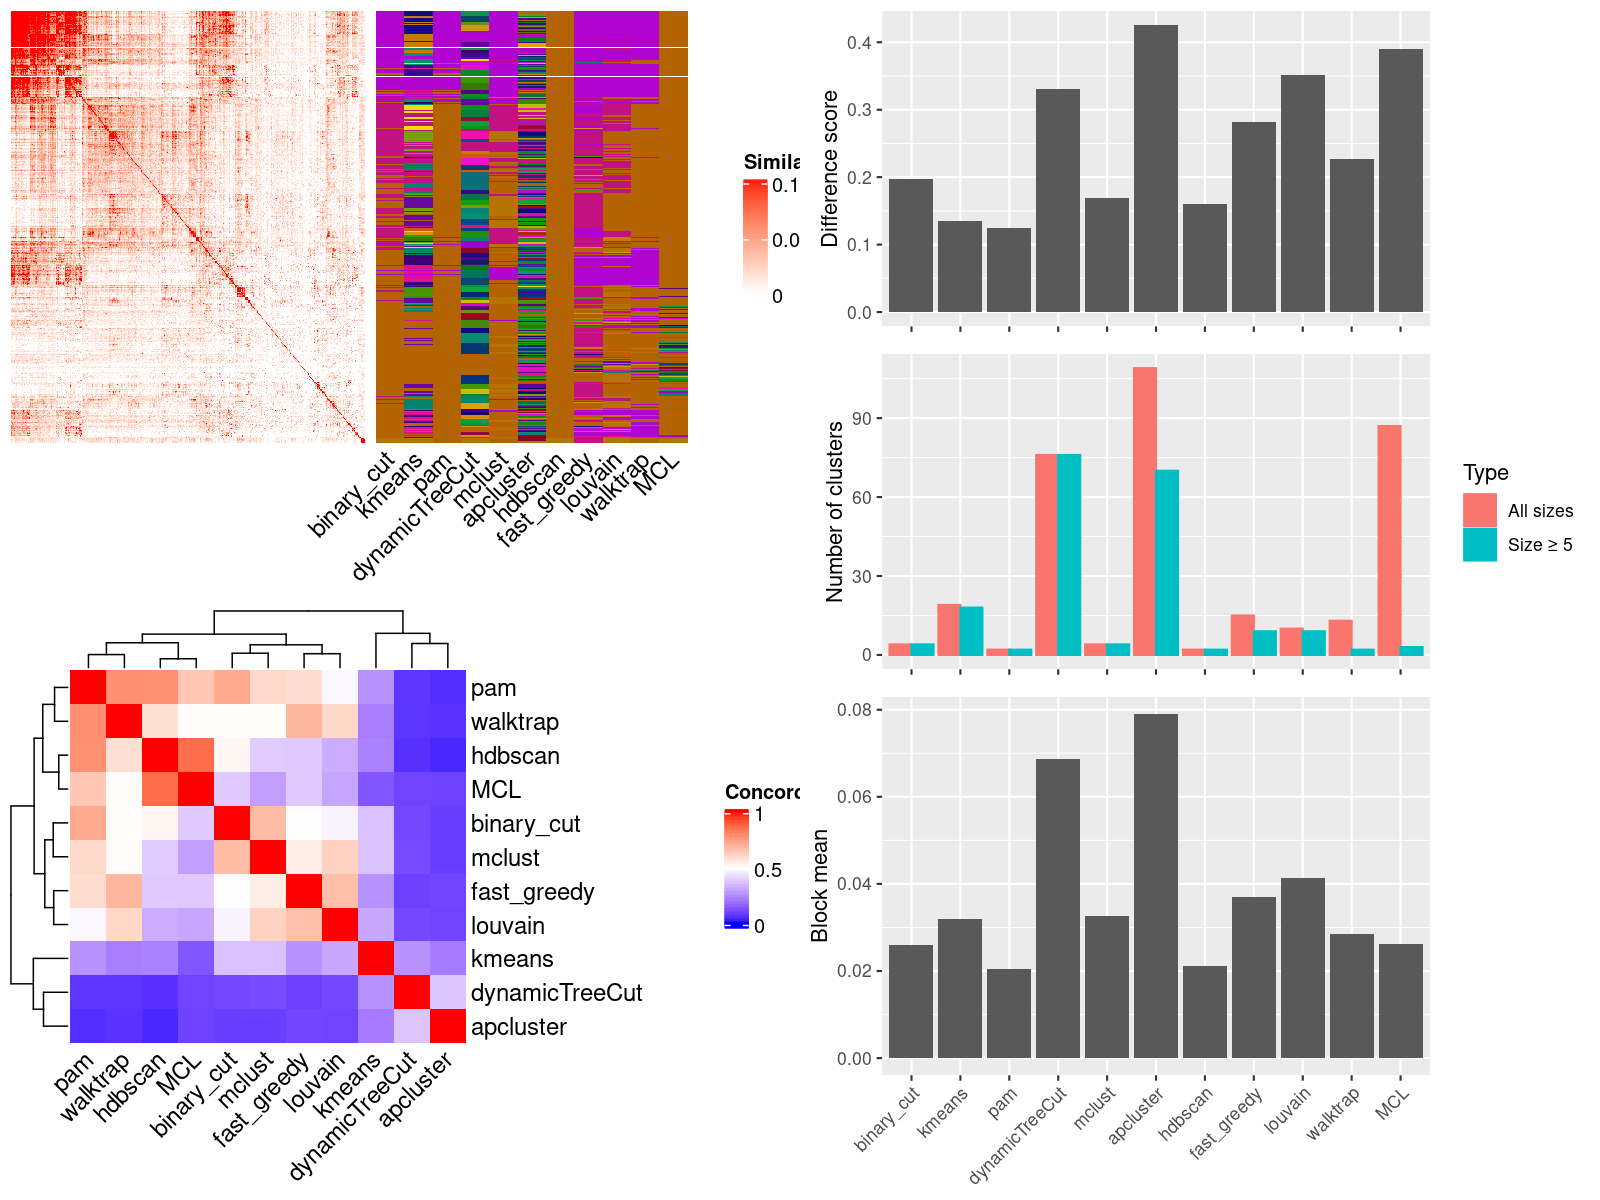 Simila
0.1
0.0
0
binary_cut
kmeans
pam
dynamicTreeCut
mclust
apcluster
hdbscan
fast_greedy
louvain
walktrap
MCL
pam
walktrap
hdbscan
MCL
binary_cut
mclust
fast_greedy
louvain
kmeans
dynamicTreeCut
apcluster
pam
walktrap
hdbscan
MCL
binary_cut
mclust
fast_greedy
louvain
kmeans
dynamicTreeCut
apcluster
Concord
1
0.5
0
Difference score
0.4
0.3
0.2
0.1
0.0
Number of clusters
90
60
30
0
Type
All sizes
Size ≥ 5
Block mean
0.08
0.06
0.04
0.02
0.00
binary_cut
kmeans
pam
dynamicTreeCut
mclust
apcluster
hdbscan
fast_greedy
louvain
walktrap
MCL